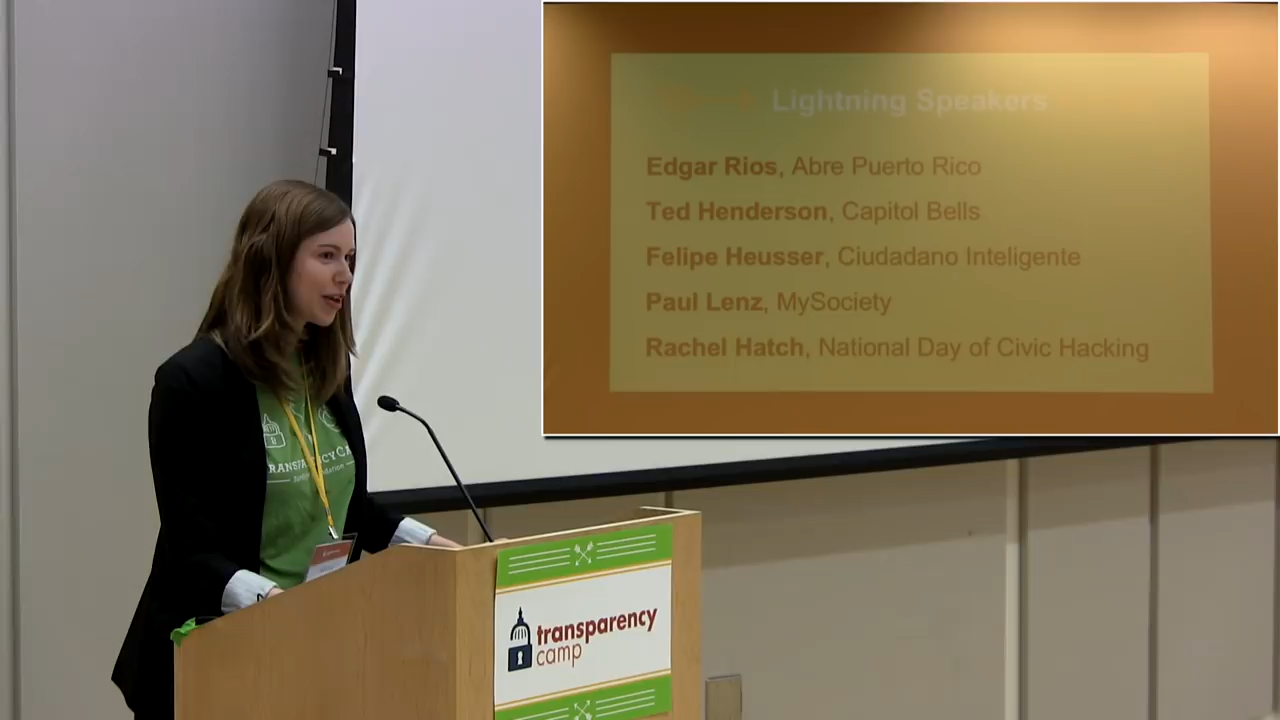 Lightning Speakers
Edgar Rios, Abre Puerto Rico
Ted Henderson, Capitol Bells
Felipe Heusser, Ciudadano Inteligente
Paul Lenz, MySociety
Rachel Hatch, National Day of Civic Hacking
transparency
camp